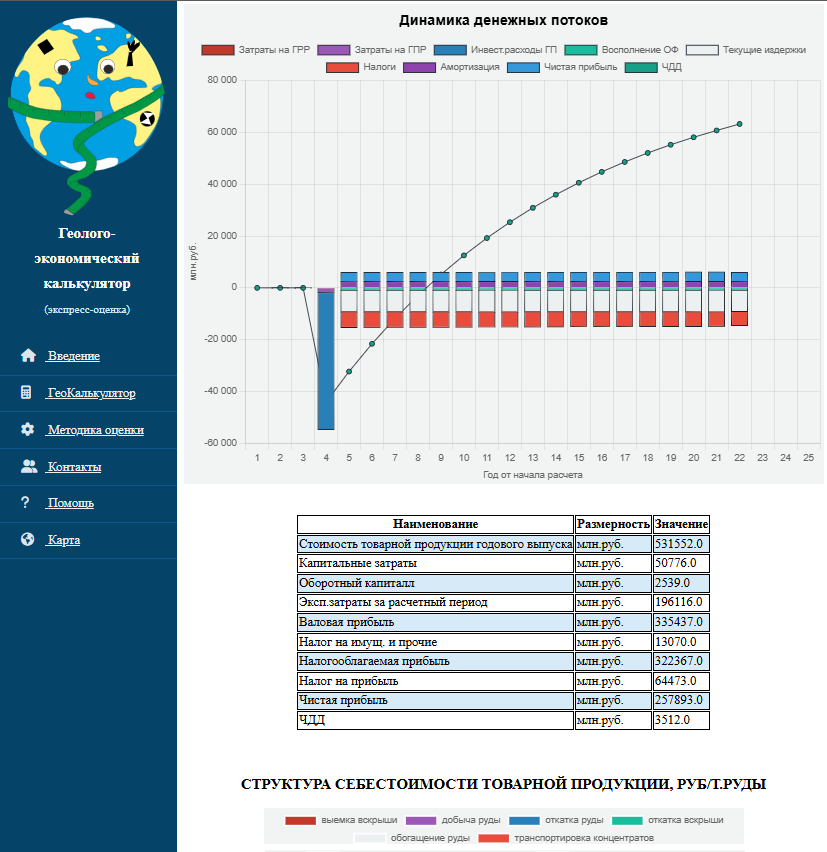 Геолого-
экономический
калькулятор
(экспресс-оценка)
Введение
ГеоКалькулятор
Методика оценки
Контакты
Помощь
Карта
Динамика денежных потоков
Затраты на ГРР Затраты на ГПР Инвест.расходы ГП Восполнение ОФ Текущие издержки
Налоги Амортизация Чистая прибыль ЧДД
80 000
60 000
40 000
20 000
0
-20 000
-40 000
-60 000
млн.руб.
1 2 3 4 5 6 7 8 9 10 11 12 13 14 15 16 17 18 19 20 21 22 23 24 25
Год от начала расчета
Наименование Размерность Значение
Стоимость товарной продукции годового выпуска млн.руб. 531552.0
Капитальные затраты млн.руб. 50776.0
Оборотный капиталл млн.руб. 2539.0
Эксп.затраты за расчетный период млн.руб. 196116.0
Валовая прибыль млн.руб. 335437.0
Налог на имущ. и прочие млн.руб. 13070.0
Налогооблагаемая прибыль млн.руб. 322367.0
Налог на прибыль млн.руб. 64473.0
Чистая прибыль млн.руб. 257893.0
ЧДД млн.руб. 3512.0
СТРУКТУРА СЕБЕСТОИМОСТИ ТОВАРНОЙ ПРОДУКЦИИ, РУБ/Т.РУДЫ
выемка вскрыши добыча руды откатка руды откатка вскрыши
обогащение руды транспортировка концентратов